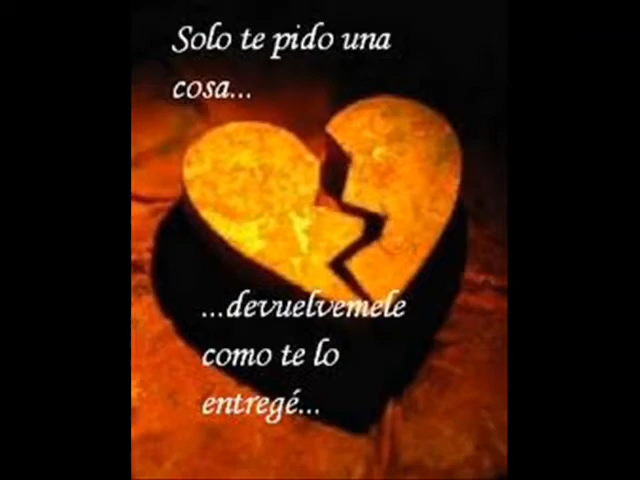 Solo te pido una
cosa...
...devuelvemele
como te lo
entregé...